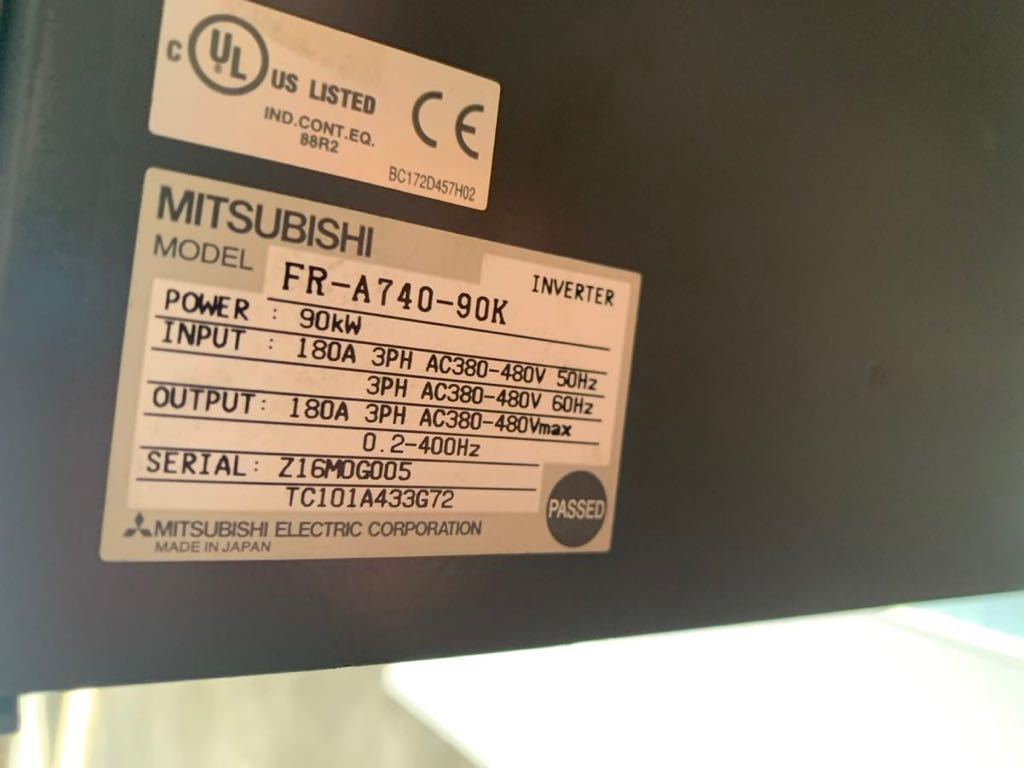 C UL US LISTED
IND.CONT.EQ.
88R2
CE
BC172D457H02
MITSUBISHI
MODEL FR-A740-90K INVERTER
POWER : 90kW
INPUT : 180A 3PH AC380-480V 50Hz
3PH AC380-480V 60Hz
OUTPUT: 180A 3PH AC380-480Vmax
0.2-400Hz
SERIAL: Z16M0G005
TC101A433G72
PASSED
MITSUBISHI ELECTRIC CORPORATION
MADE IN JAPAN